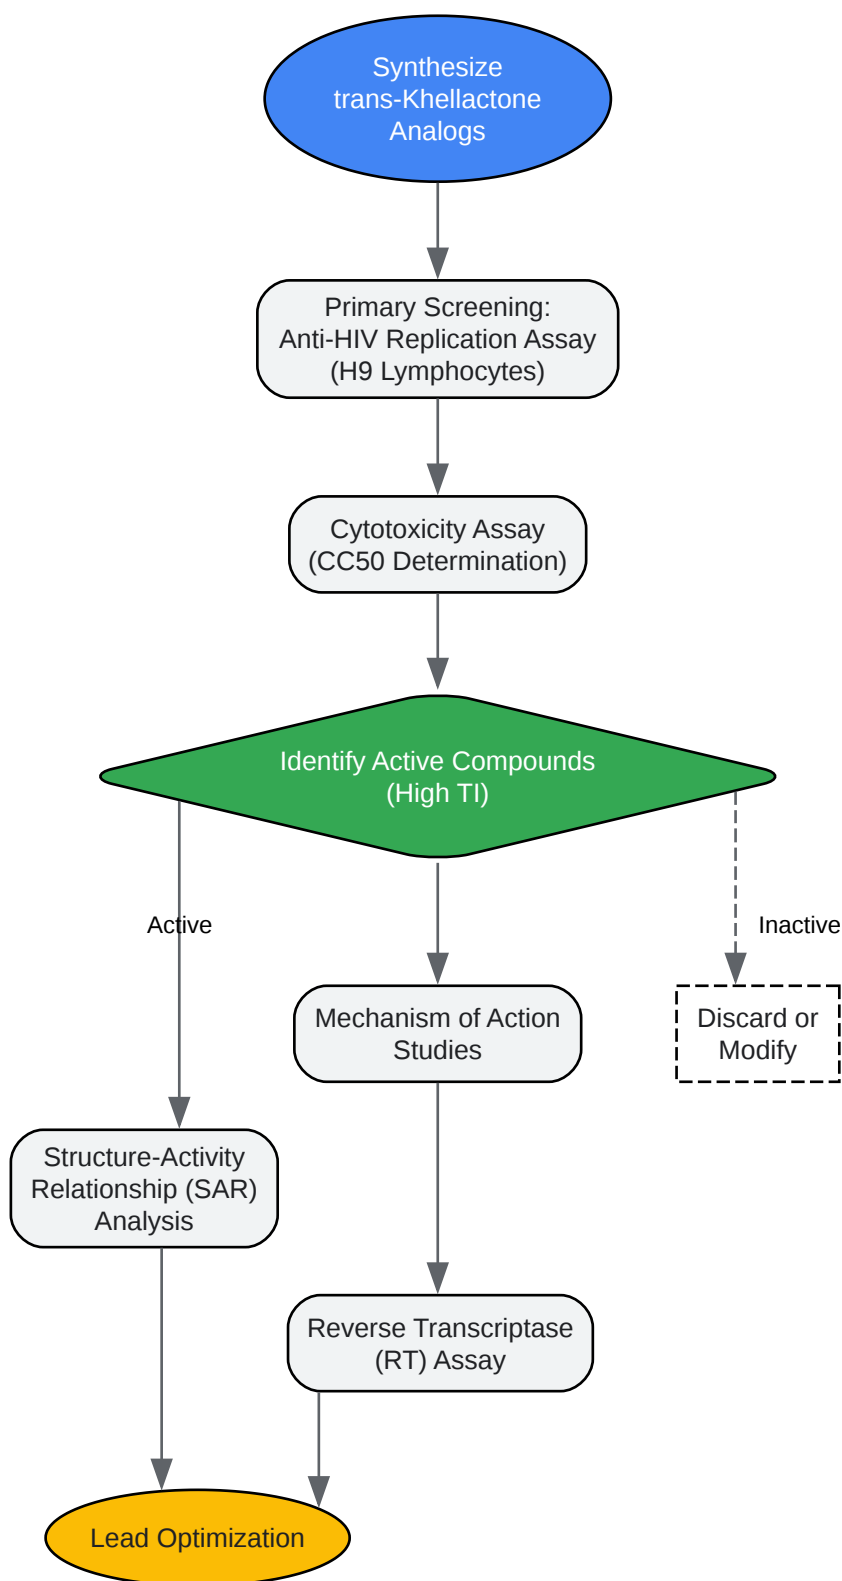 Synthesize
trans-Khellactone
Analogs
Primary Screening:
Anti-HIV Replication Assay
(H9 Lymphocytes)
Cytotoxicity Assay
(CC50 Determination)
Identify Active Compounds
(High TI)
Active
Inactive
Mechanism of Action
Studies
Discard or
Modify
Structure-Activity
Relationship (SAR)
Analysis
Reverse Transcriptase
(RT) Assay
Lead Optimization